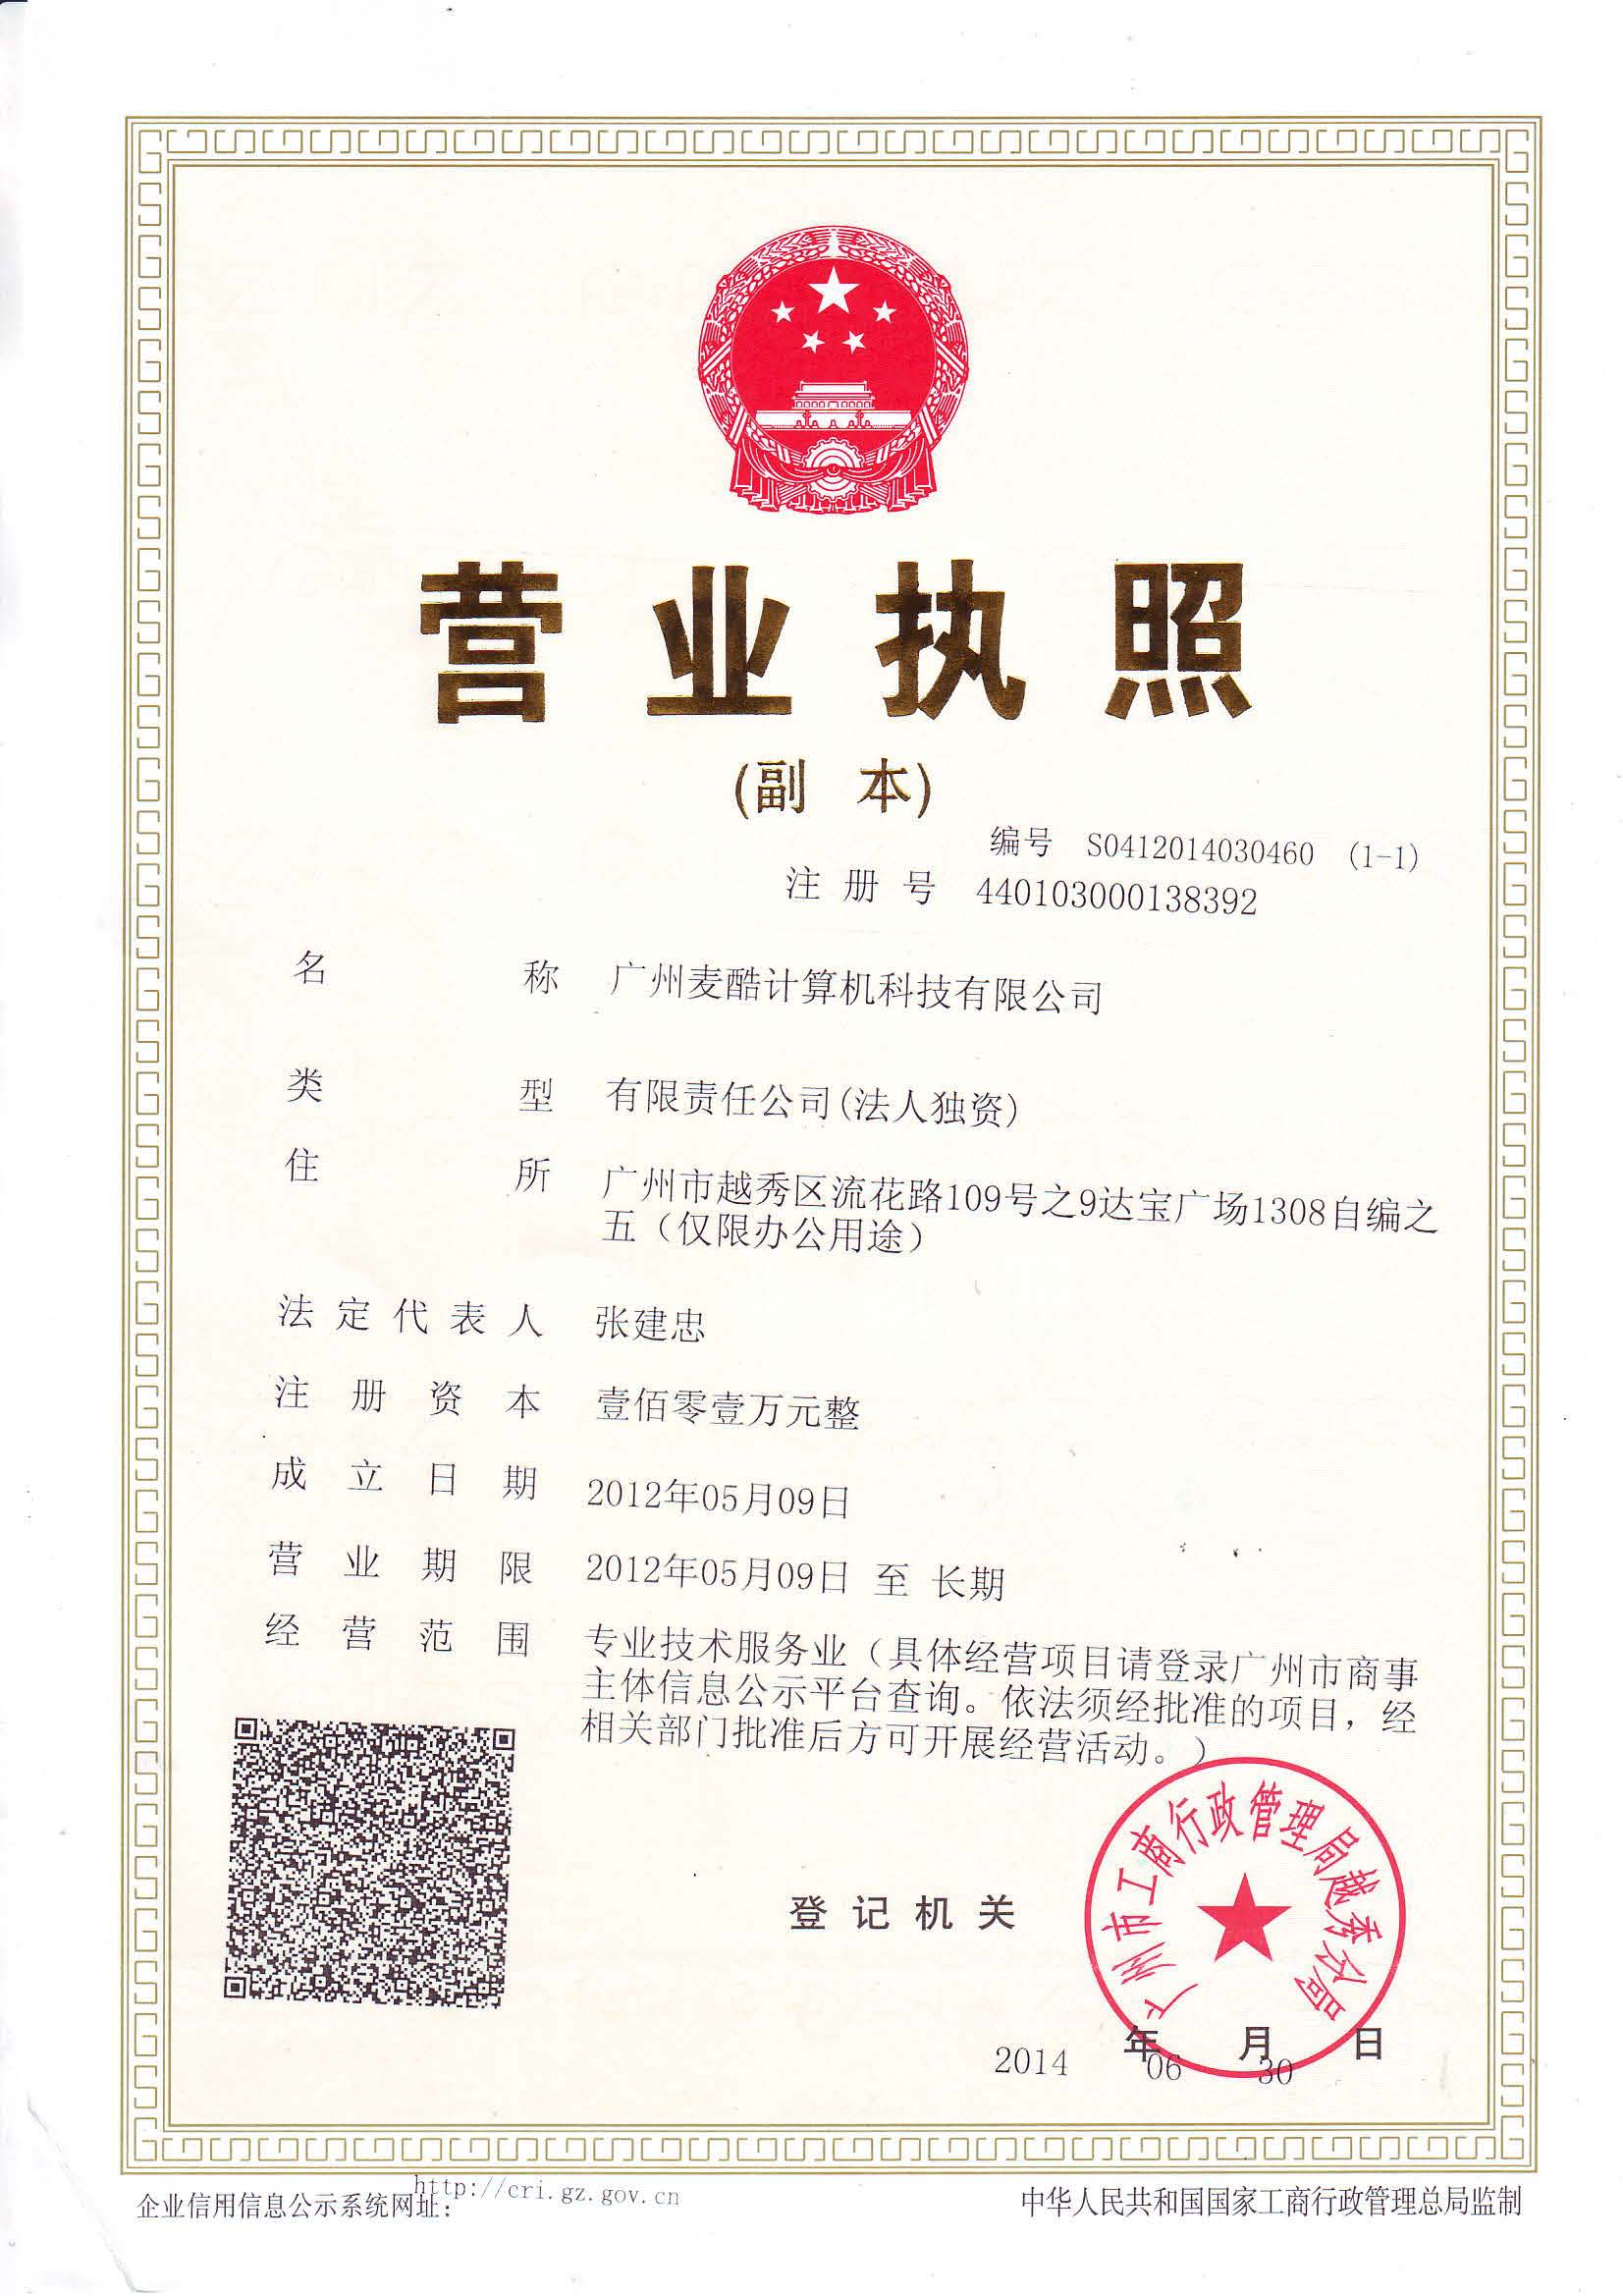 营业执照
(副 本)
编号 S0412014030460 (1-1)
注册号 440103000138392
名称 广州麦酷计算机科技有限公司
类型 有限责任公司(法人独资)
住所 广州市越秀区流花路109号之9达宝广场1308自编之
五（仅限办公用途）
法定代表人 张建忠
注册资本 壹佰零壹万元整
成立日期 2012年05月09日
营业期限 2012年05月09日 至 长期
经营范围 专业技术服务业（具体经营项目请登录广州市商事
主体信息公示平台查询。依法须经批准的项目，经
相关部门批准后方可开展经营活动。）
广州市工商行政管理局越秀分局
登记机关
2014 年 06 月 30 日
企业信用信息公示系统网址: http://cri.gz.gov.cn
中华人民共和国国家工商行政管理总局监制